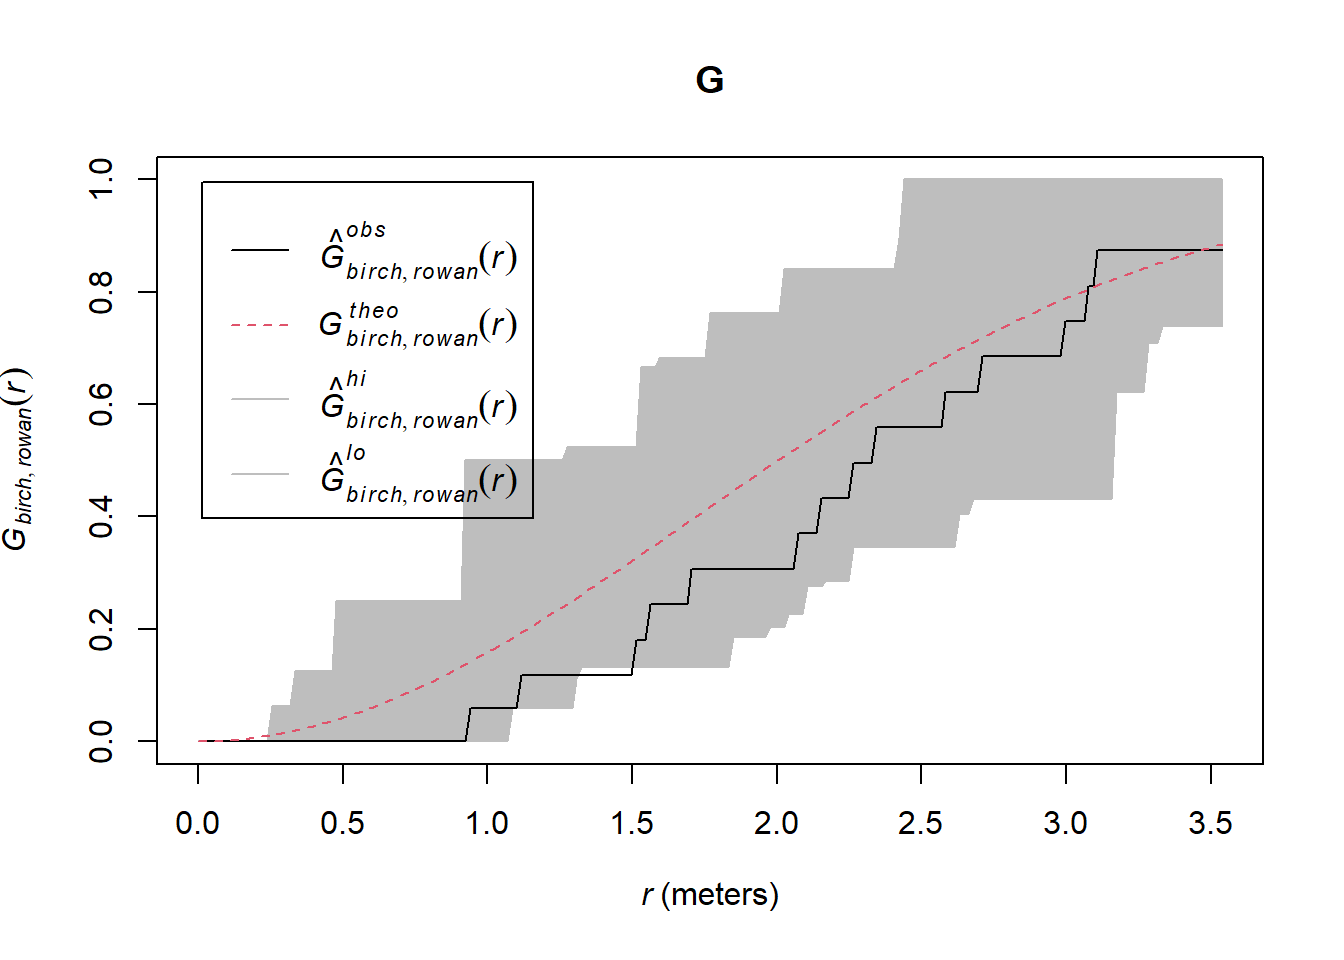 G
G birch, rowan(r)
1.0
0.8
0.6
0.4
0.2
0.0
Ĝ obs birch, rowan(r)
G theo birch, rowan(r)
Ĝ hi birch, rowan(r)
Ĝ lo birch, rowan(r)
0.0 0.5 1.0 1.5 2.0 2.5 3.0 3.5
r (meters)